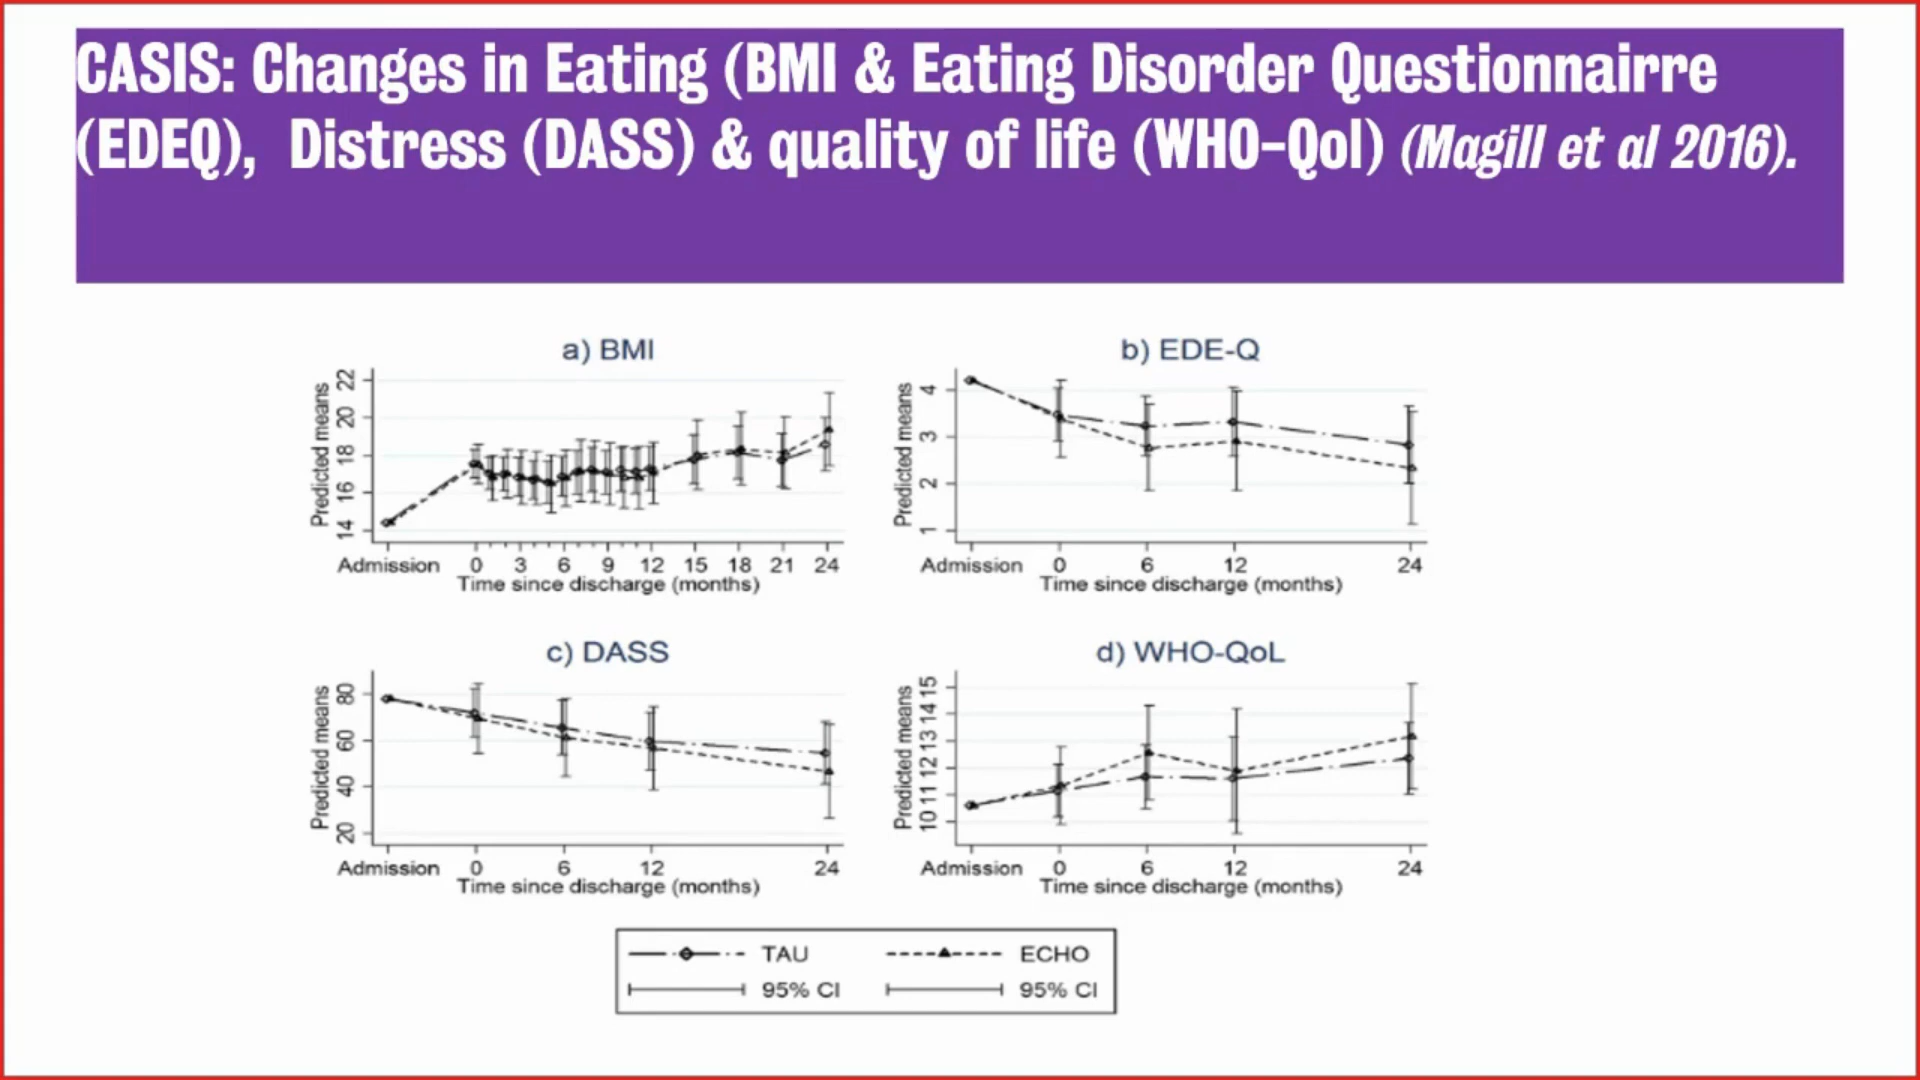 CASIS: Changes in Eating (BMI & Eating Disorder Questionnairre
(EDEQ), Distress (DASS) & quality of life (WHO-Qol) (Magill et al 2016).
a) BMI
Predicted means
14 16 18 20 22
Admission 0 3 6 9 12 15 18 21 24
Time since discharge (months)
b) EDE-Q
Predicted means
1 2 3 4
Admission 0 6 12 24
Time since discharge (months)
c) DASS
Predicted means
20 40 60 80
Admission 0 6 12 24
Time since discharge (months)
d) WHO-QoL
Predicted means
10 11 12 13 14 15
Admission 0 6 12 24
Time since discharge (months)
TAU ECHO
95% CI 95% CI